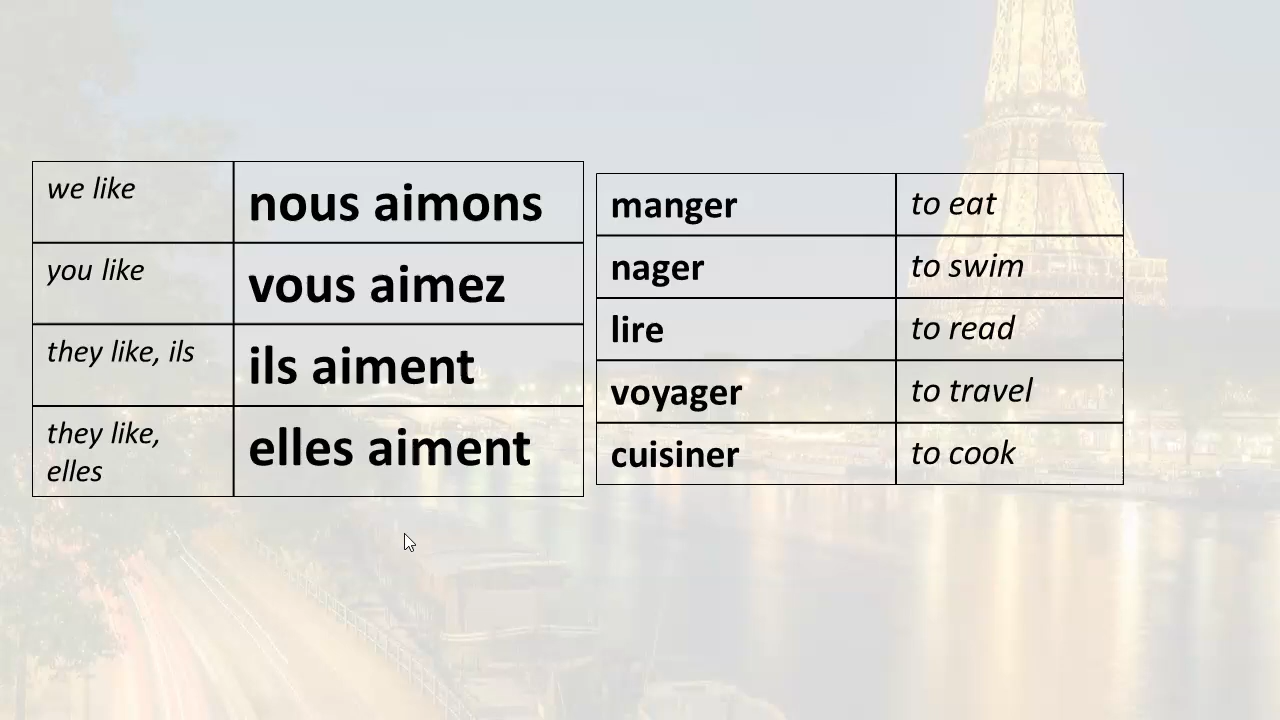 we like
nous aimons
you like
vous aimez
they like, ils
ils aiment
they like,
elles
elles aiment
manger
to eat
nager
to swim
lire
to read
voyager
to travel
cuisiner
to cook